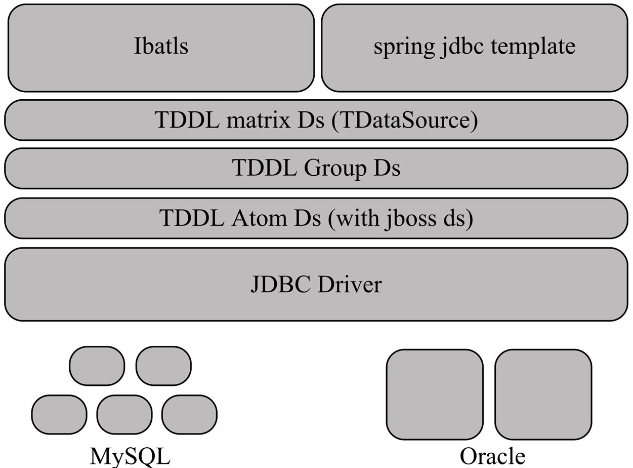 Ibatls
spring jdbc template
TDDL matrix Ds (TDataSource)
TDDL Group Ds
TDDL Atom Ds (with jboss ds)
JDBC Driver
MySQL
Oracle